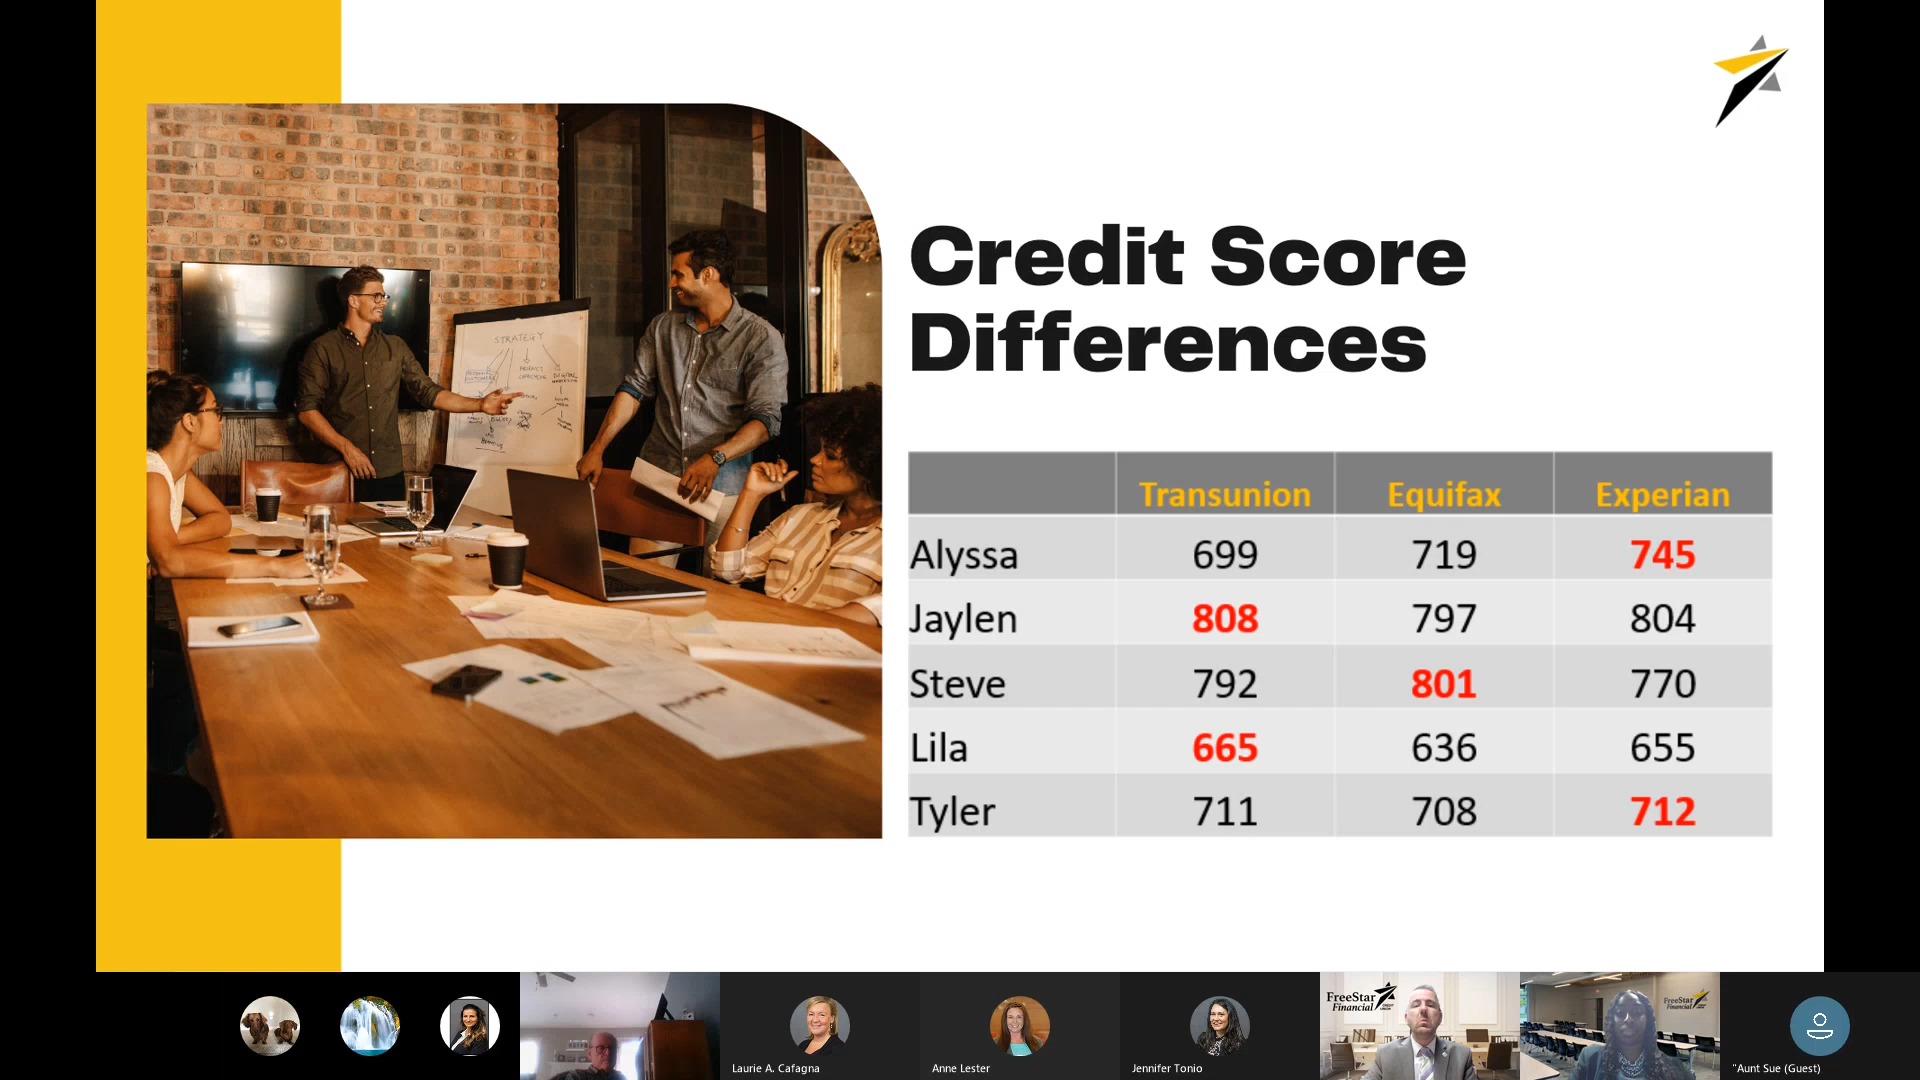 STRATEGY
PRODUCT
Credit Score
Differences
Transunion Equifax Experian
Alyssa 699 719 745
Jaylen 808 797 804
Steve 792 801 770
Lila 665 636 655
Tyler 711 708 712
Laurie A. Cafagna
Anne Lester
Jennifer Tonio
FreeStar
Financial
FreeStar
Financial
"Aunt Sue (Guest)